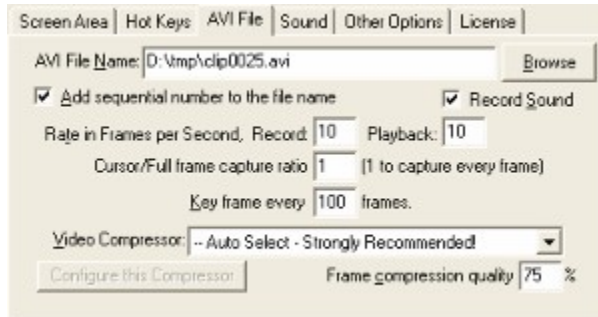 Screen Area Hot Keys AVI File Sound Other Options License
AVI File Name: D:\tmp\clip0025.avi Browse
Add sequential number to the file name Record Sound
Rate in Frames per Second, Record: 10 Playback: 10
Cursor/Full frame capture ratio 1 (1 to capture every frame)
Key frame every 100 frames.
Video Compressor: -- Auto Select - Strongly Recommended!
Configure this Compressor Frame compression quality 75 %